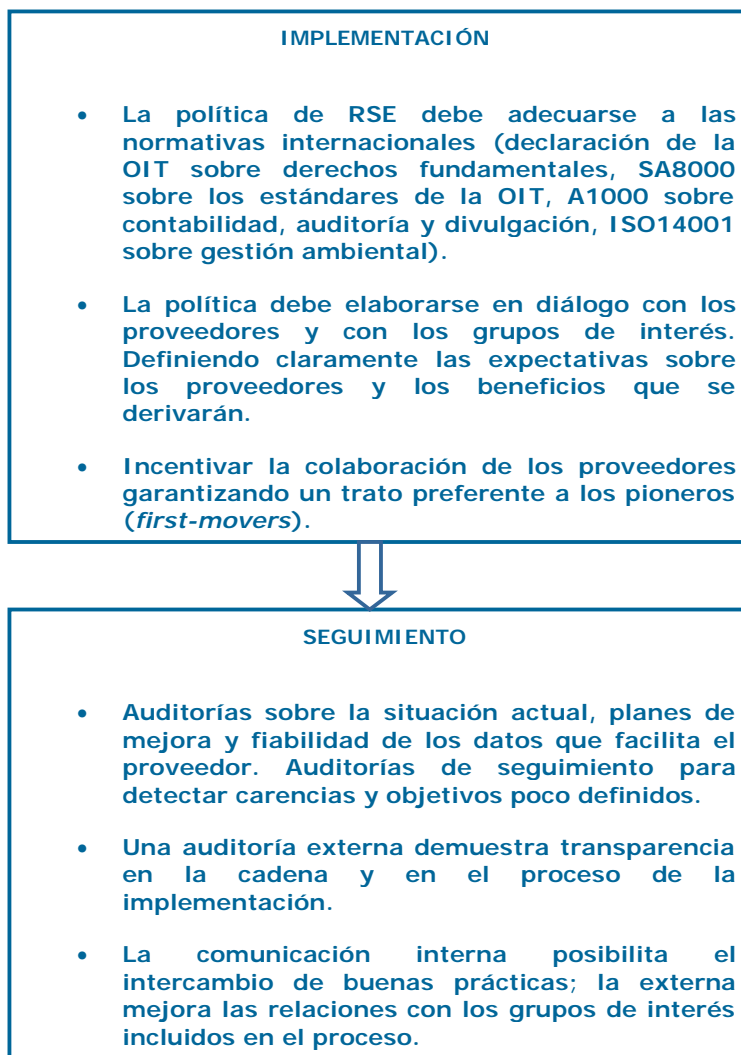 IMPLEMENTACIÓN
• La política de RSE debe adecuarse a las
normativas internacionales (declaración de la
OIT sobre derechos fundamentales, SA8000
sobre los estándares de la OIT, A1000 sobre
contabilidad, auditoría y divulgación, ISO14001
sobre gestión ambiental).
• La política debe elaborarse en diálogo con los
proveedores y con los grupos de interés.
Definiendo claramente las expectativas sobre
los proveedores y los beneficios que se
derivarán.
• Incentivar la colaboración de los proveedores
garantizando un trato preferente a los pioneros
(first-movers).
SEGUIMIENTO
• Auditorías sobre la situación actual, planes de
mejora y fiabilidad de los datos que facilita el
proveedor. Auditorías de seguimiento para
detectar carencias y objetivos poco definidos.
• Una auditoría externa demuestra transparencia
en la cadena y en el proceso de la
implementación.
• La comunicación interna posibilita el
intercambio de buenas prácticas; la externa
mejora las relaciones con los grupos de interés
incluidos en el proceso.